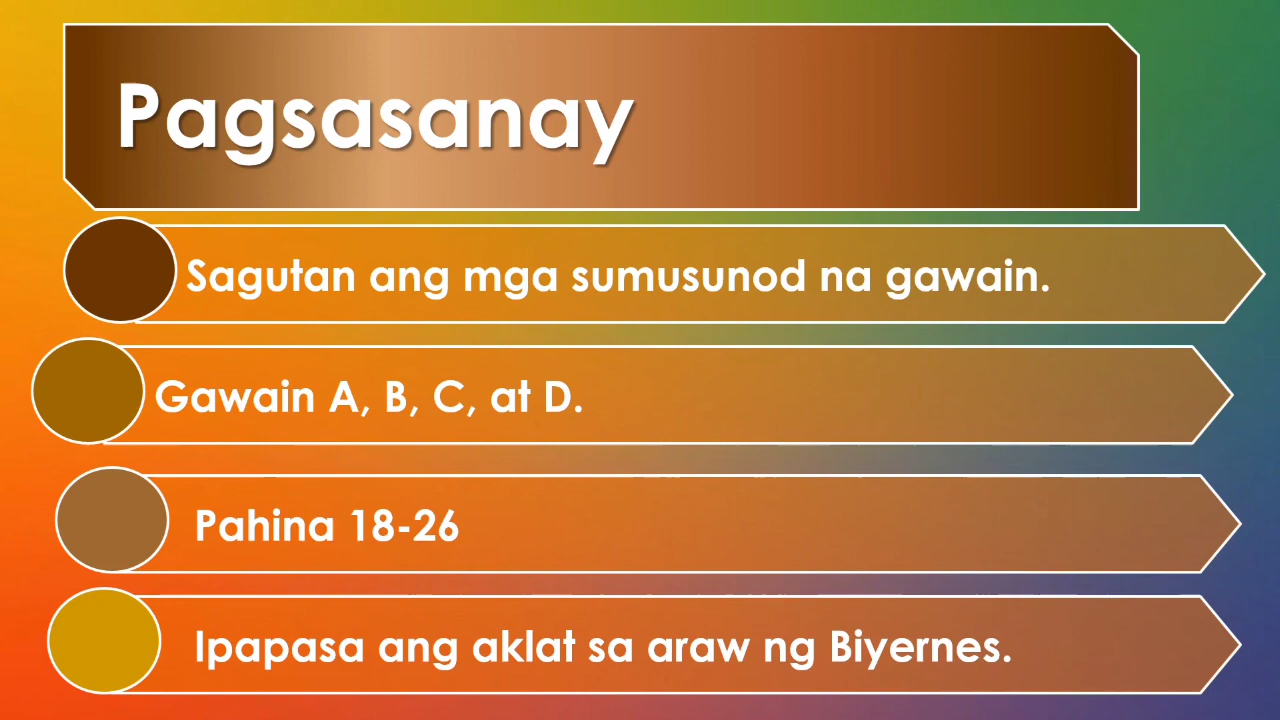 Pagsasanay
Sagutan ang mga sumusunod na gawain.
Gawain A, B, C, at D.
Pahina 18-26
Ipapasa ang aklat sa araw ng Biyernes.